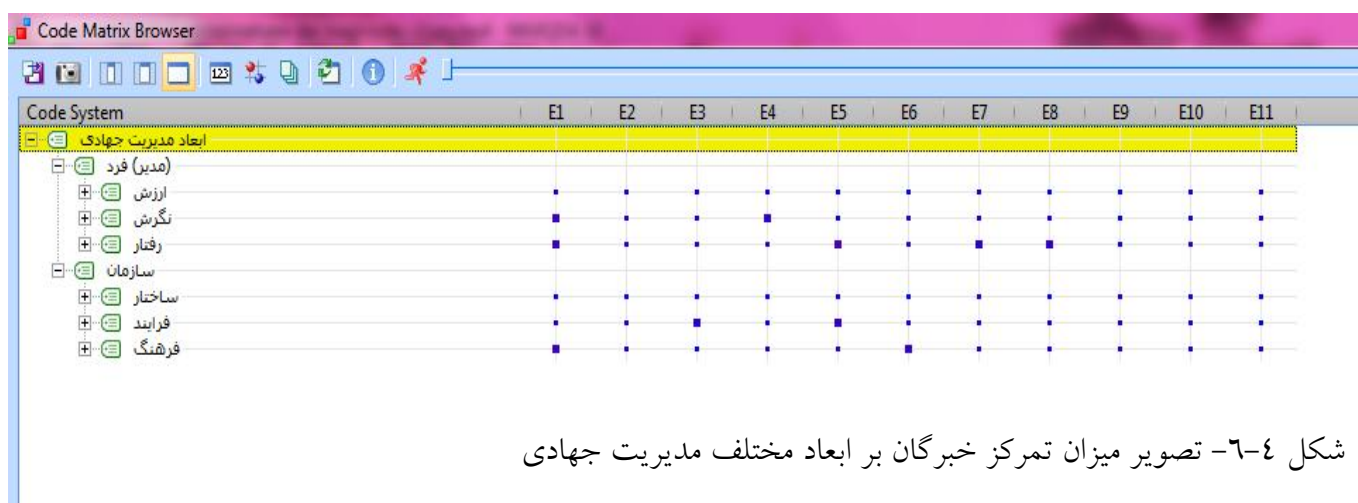 Code Matrix Browser
123
Code System E1 E2 E3 E4 E5 E6 E7 E8 E9 E10 E11
ابعاد مدیریت جهادی
(مدیر) فرد
ارزش
نگرش
رفتار
سازمان
ساختار
فرایند
فرهنگ
شکل ٤-٦- تصویر میزان تمرکز خبرگان بر ابعاد مختلف مدیریت جهادی